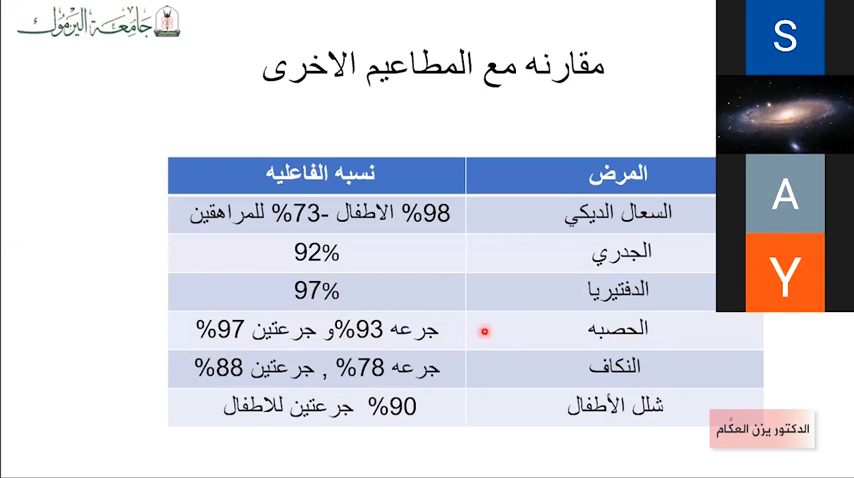 جامعة اليرموك
مقارنه مع المطاعيم الاخرى
المرض	نسبه الفاعليه
السعال الديكي	98% الاطفال -73% للمراهقين
الجدري	92%
الدفتيريا	97%
الحصبه	جرعه 93%و جرعتين 97%
النكاف	جرعه 78% , جرعتين 88%
شلل الأطفال	90% جرعتين للاطفال
S
A
Y
الدكتور يزن العكّام